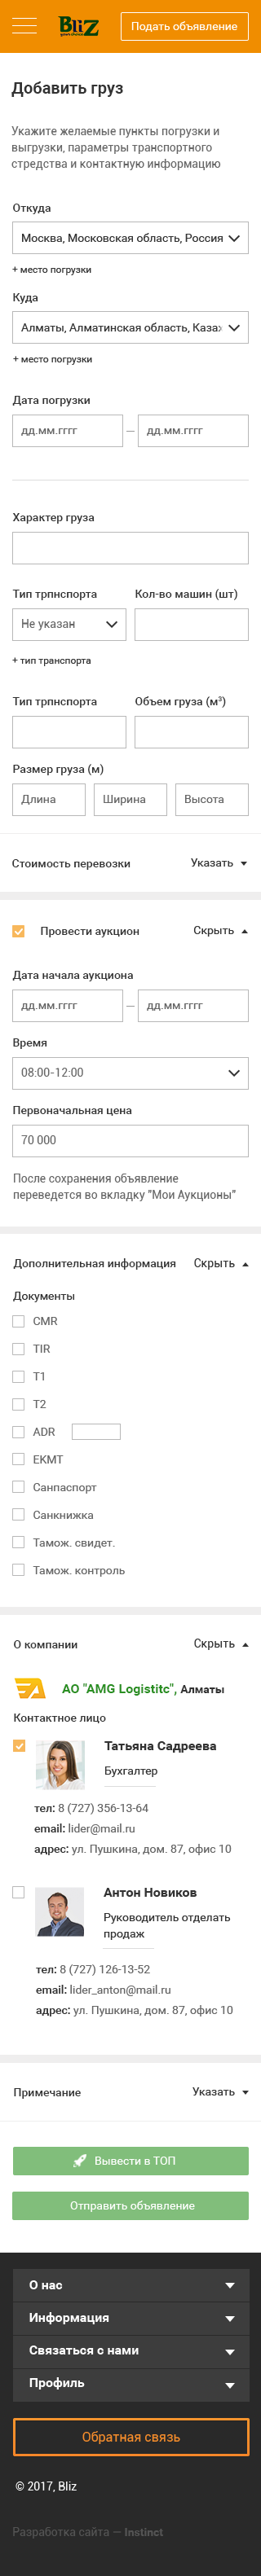 Bliz
Подать объявление
Добавить груз
Укажите желаемые пункты погрузки и
выгрузки, параметры транспортного
стредства и контактную информацию
Откуда
Москва, Московская область, Россия
+ место погрузки
Куда
Алматы, Алматинская область, Казах
+ место погрузки
Дата погрузки
дд.мм.гггг — дд.мм.гггг
Характер груза
Тип трпнспорта Кол-во машин (шт)
Не указан
+ тип транспорта
Тип трпнспорта Объем груза (м³)
Размер груза (м)
Длина Ширина Высота
Стоимость перевозки Указать
Провести аукцион Скрыть
Дата начала аукциона
дд.мм.гггг — дд.мм.гггг
Время
08:00-12:00
Первоначальная цена
70 000
После сохранения объявление
переведется во вкладку "Мои Аукционы"
Дополнительная информация Скрыть
Документы
CMR
TIR
T1
T2
ADR
EKMT
Санпаспорт
Санкнижка
Тамож. свидет.
Тамож. контроль
О компании Скрыть
АО "AMG Logistitc", Алматы
Контактное лицо
Татьяна Садреева
Бухгалтер
тел: 8 (727) 356-13-64
email: lider@mail.ru
адрес: ул. Пушкина, дом. 87, офис 10
Антон Новиков
Руководитель отделать
продаж
тел: 8 (727) 126-13-52
email: lider_anton@mail.ru
адрес: ул. Пушкина, дом. 87, офис 10
Примечание Указать
Вывести в ТОП
Отправить объявление
О нас
Информация
Связаться с нами
Профиль
Обратная связь
© 2017, Bliz
Разработка сайта — Instinct